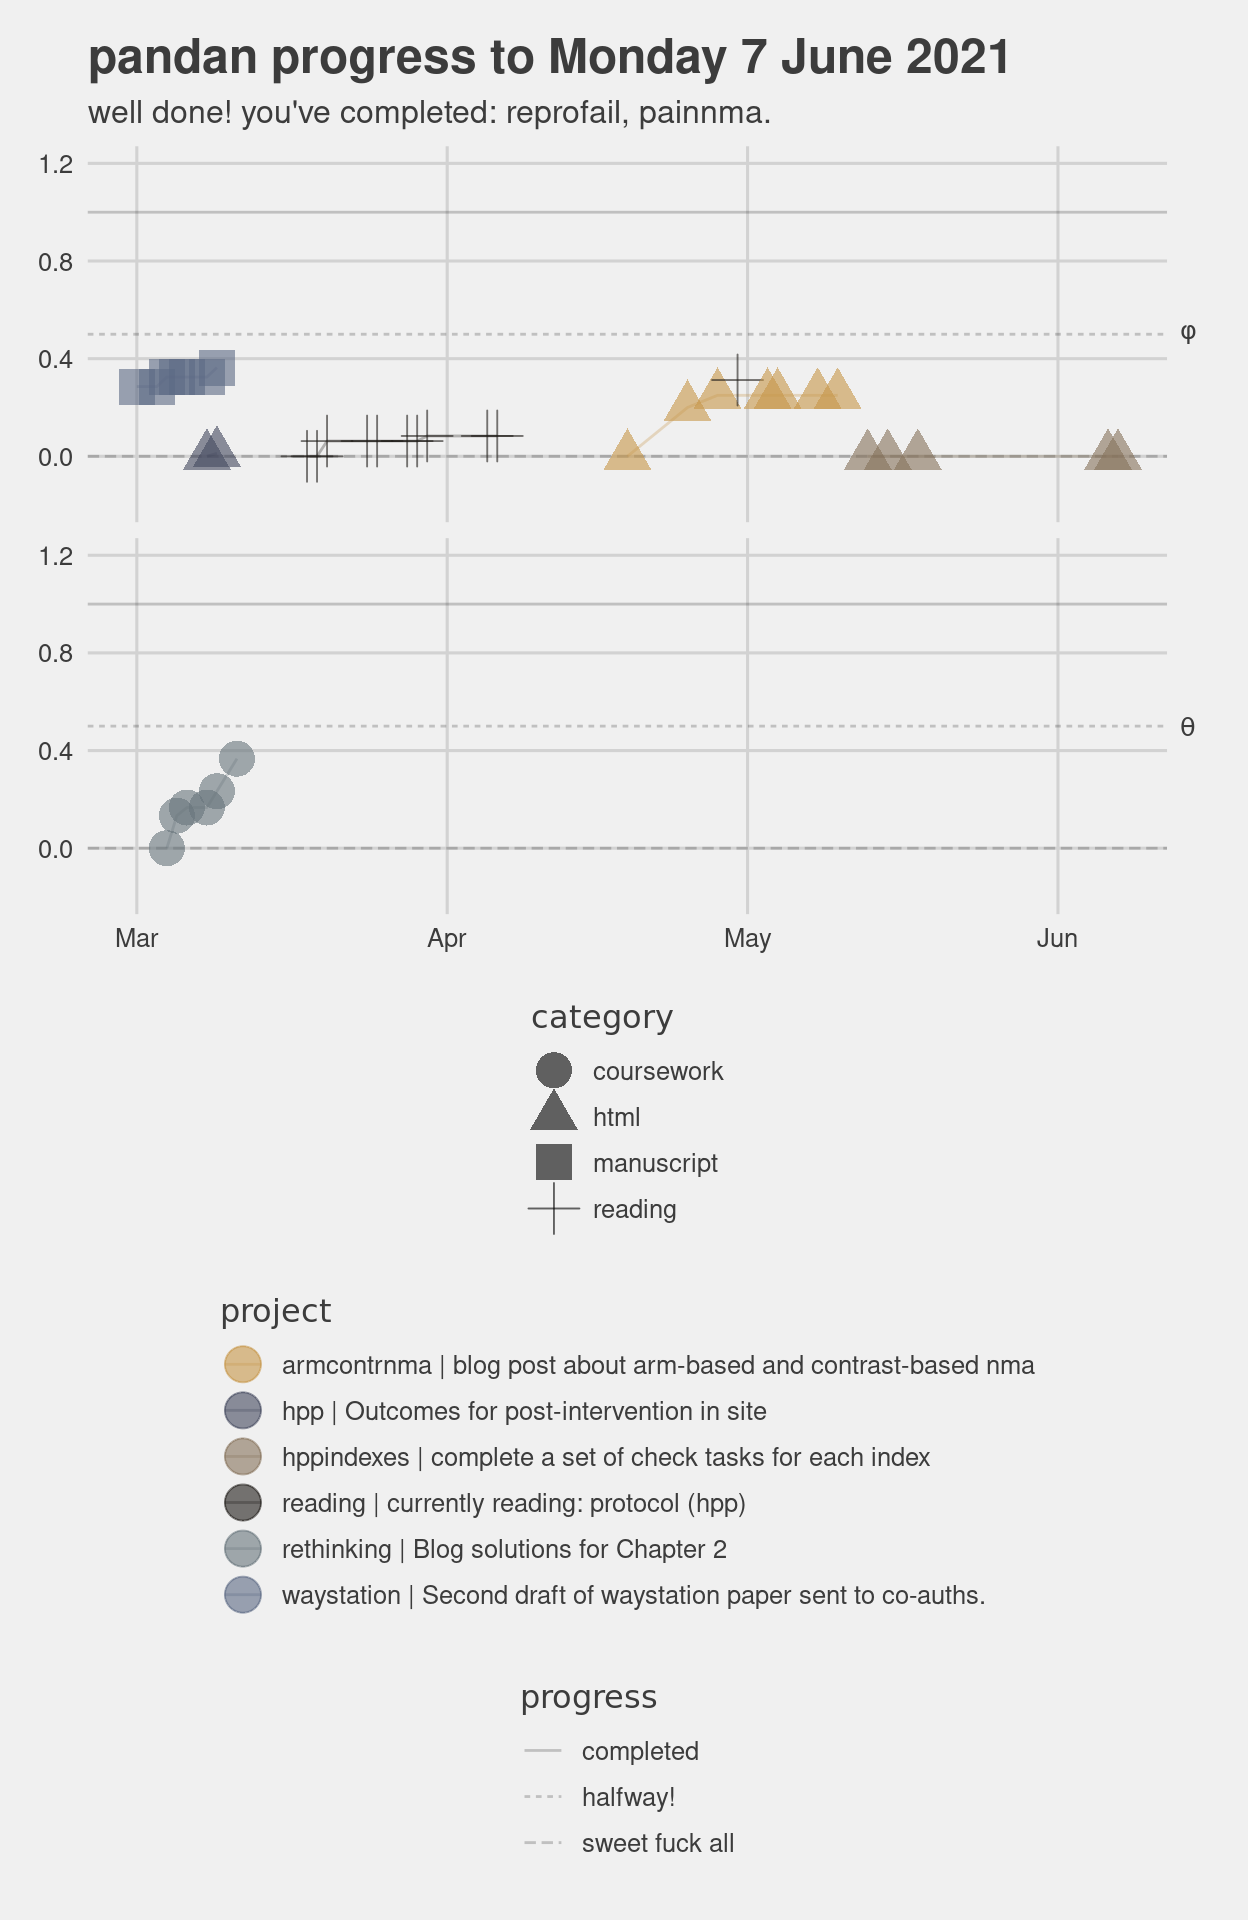 pandan progress to Monday 7 June 2021
well done! you've completed: reprofail, painnma.
1.2
0.8
φ
0.4
0.0
1.2
0.8
θ
0.4
0.0
Mar Apr May Jun
category
coursework
html
manuscript
reading
project
armcontrnma | blog post about arm-based and contrast-based nma
hpp | Outcomes for post-intervention in site
hppindexes | complete a set of check tasks for each index
reading | currently reading: protocol (hpp)
rethinking | Blog solutions for Chapter 2
waystation | Second draft of waystation paper sent to co-auths.
progress
completed
halfway!
sweet fuck all